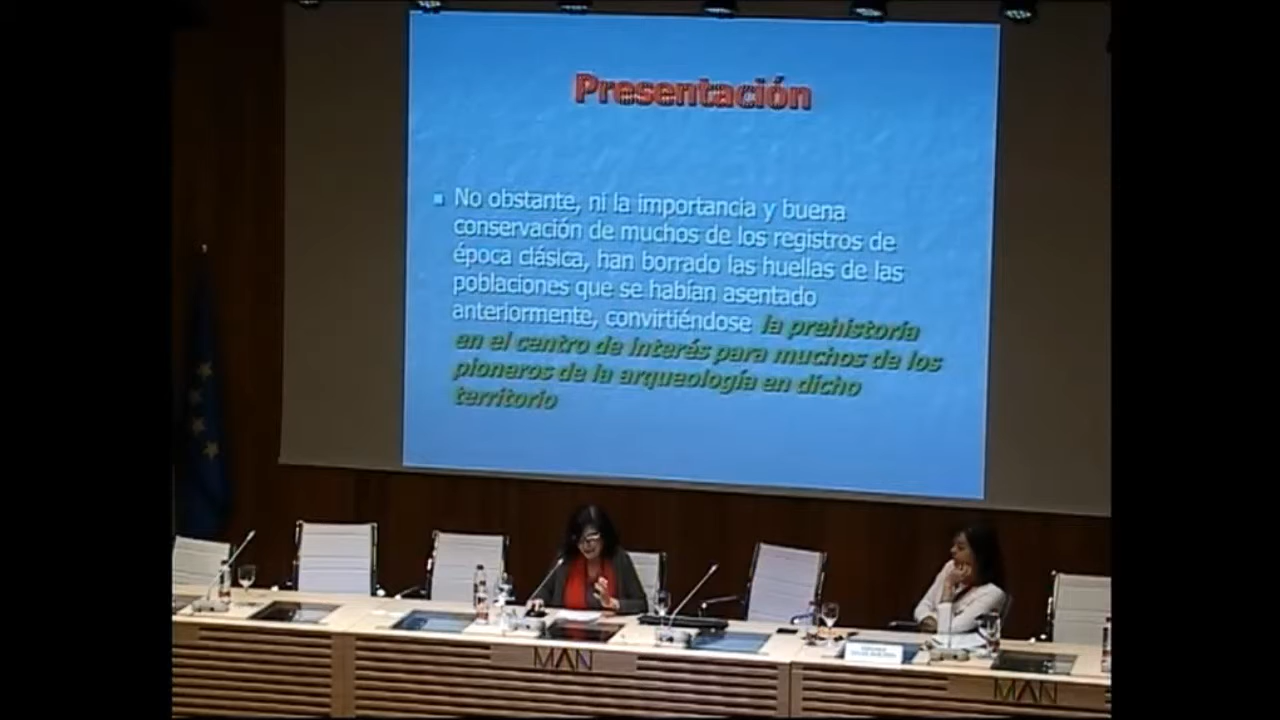 Presentación
No obstante, ni la importancia y buena
conservación de muchos de los registros de
época clásica, han borrado las huellas de las
poblaciones que se habían asentado
anteriormente, convirtiéndose la prehistoria
en el centro de interés para muchos de los
pioneros de la arqueología en dicho
territorio
MAN
MAN